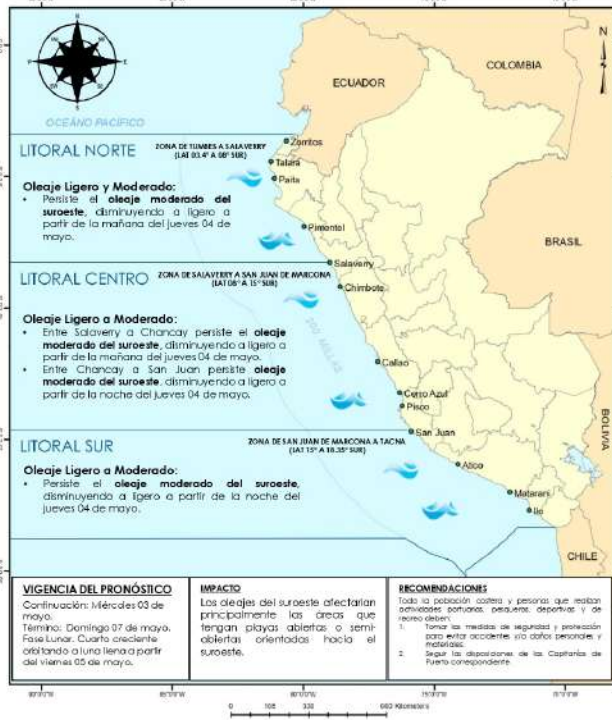 N
ECUADOR
COLOMBIA
BRASIL
BOLIVIA
CHILE
OCEÁNO PACÍFICO
200 MILLAS
LITORAL NORTE
ZONA DE TUMBES A SALAVERRY
(LAT 03.4° A 08° SUR)
Oleaje Ligero y Moderado:
• Persiste el oleaje moderado del
suroeste, disminuyendo a ligero a
partir de la mañana del jueves 04 de
mayo.
Zorritos
Talara
Paita
Pimentel
Salaverry
LITORAL CENTRO
ZONA DE SALAVERRY A SAN JUAN DE MARCONA
(LAT 08° A 15° SUR)
Oleaje Ligero a Moderado:
• Entre Salaverry a Chancay persiste el oleaje
moderado del suroeste, disminuyendo a ligero a
partir de la mañana del jueves 04 de mayo.
• Entre Chancay a San Juan persiste oleaje
moderado del suroeste, disminuyendo a ligero a
partir de la noche del jueves 04 de mayo.
Chimbote
Callao
Cerro Azul
Pisco
San Juan
LITORAL SUR
ZONA DE SAN JUAN DE MARCONA A TACNA
(LAT 15° A 18.35° SUR)
Oleaje Ligero a Moderado:
• Persiste el oleaje moderado del suroeste,
disminuyendo a ligero a partir de la noche del
jueves 04 de mayo.
Atico
Matarani
Ilo
VIGENCIA DEL PRONÓSTICO
Continuación: Miércoles 03 de
mayo.
Término: Domingo 07 de mayo.
Fase Lunar. Cuarto creciente
orbitando a luna llena a partir
del viernes 05 de mayo.
IMPACTO
Los oleajes del suroeste afectarían
principalmente las áreas que
tengan playas abiertas o semi-
abiertas orientadas hacia el
suroeste.
RECOMENDACIONES
Toda la población costera y personas que realizan
actividades portuarias, pesqueras, deportivas y de
recreo deben:
1. Tomar las medidas de seguridad y protección
para evitar accidentes y/o daños personales y
materiales.
2. Seguir las disposiciones de las Capitanías de
Puerto correspondiente
Kilometers